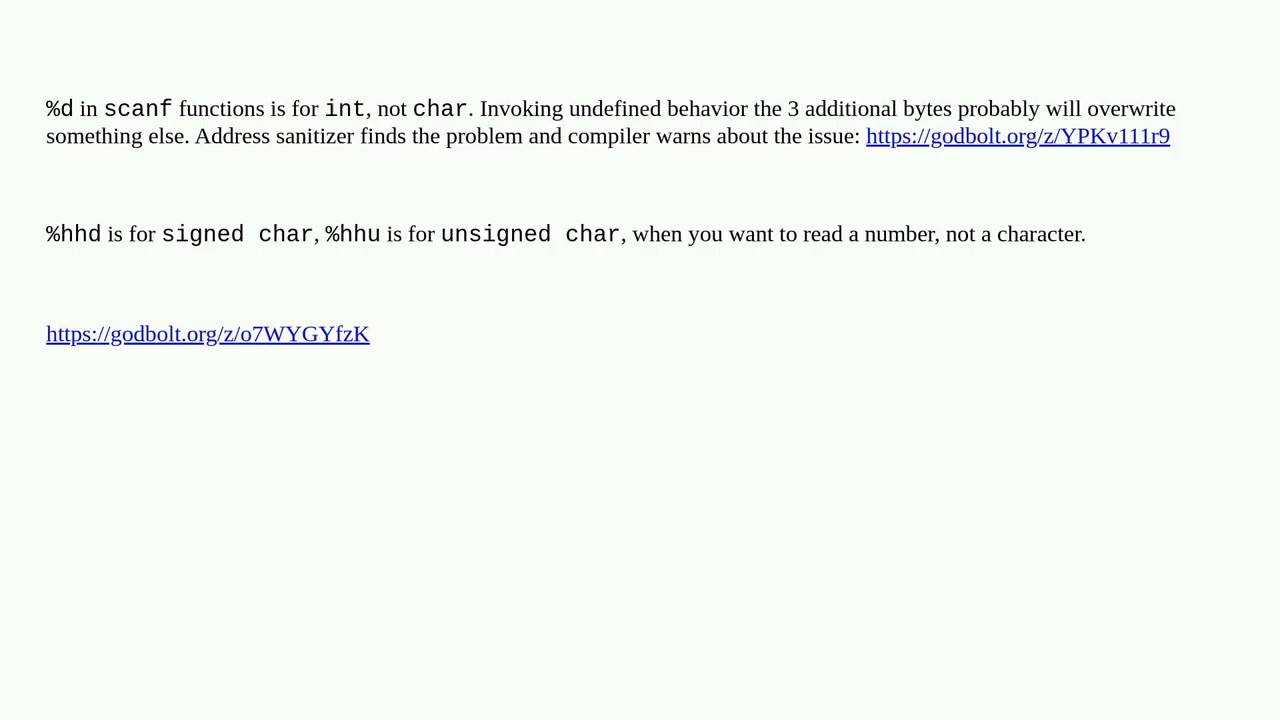 %d in scanf functions is for int, not char. Invoking undefined behavior the 3 additional bytes probably will overwrite
something else. Address sanitizer finds the problem and compiler warns about the issue: https://godbolt.org/z/YPKv111r9
%hhd is for signed char, %hhu is for unsigned char, when you want to read a number, not a character.
https://godbolt.org/z/o7WYGYfzK